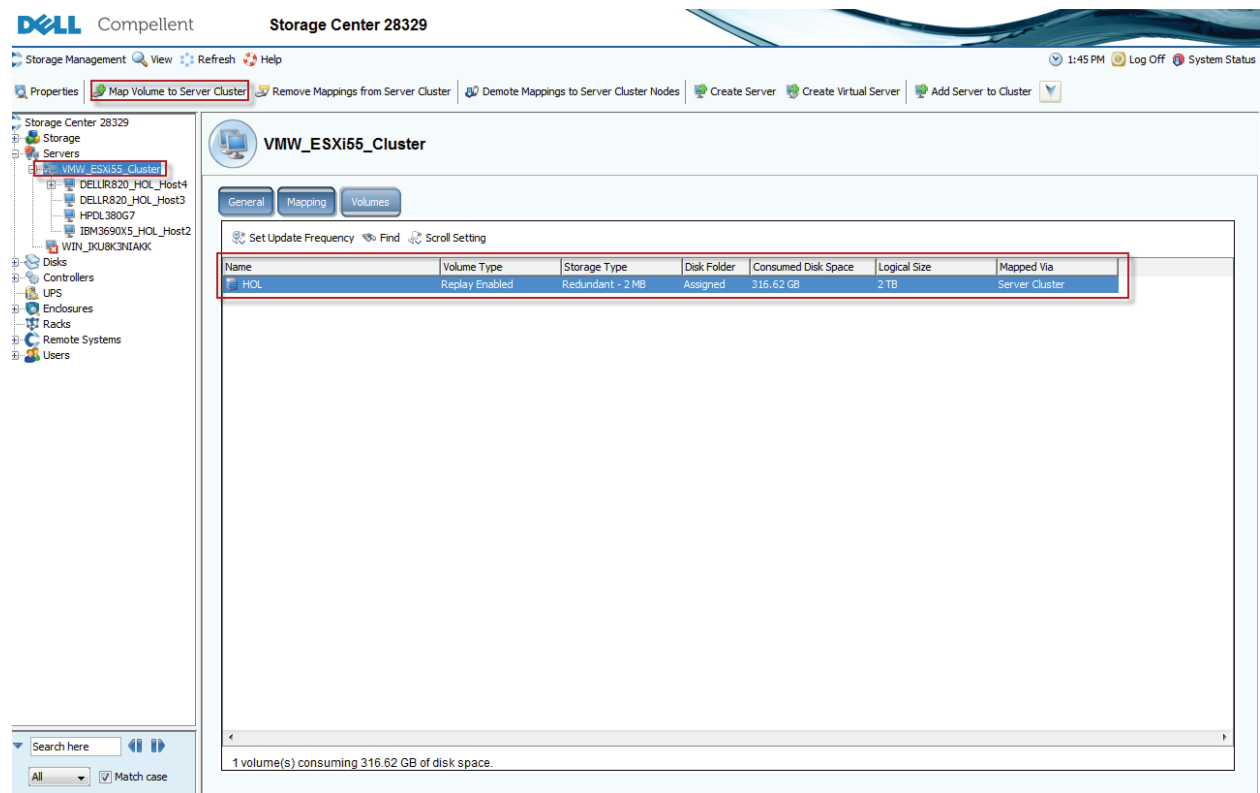 DELL Compellent Storage Center 28329
Storage Management View Refresh Help 1:45 PM Log Off System Status
Properties Map Volume to Server Cluster Remove Mappings from Server Cluster Demote Mappings to Server Cluster Nodes Create Server Create Virtual Server Add Server to Cluster
Storage Center 28329
Storage
Servers
VMW_ESXi55_Cluster
DELLR820_HOL_Host4
DELLR820_HOL_Host3
HPDL380G7
IBM3690X5_HOL_Host2
WIN_IKU8K3NIAKK
Disks
Controllers
UPS
Enclosures
Racks
Remote Systems
Users
VMW_ESXi55_Cluster
General Mapping Volumes
Set Update Frequency Find Scroll Setting
Name Volume Type Storage Type Disk Folder Consumed Disk Space Logical Size Mapped Via
HOL Replay Enabled Redundant - 2 MB Assigned 316.62 GB 2 TB Server Cluster
1 volume(s) consuming 316.62 GB of disk space.
Search here
All Match case